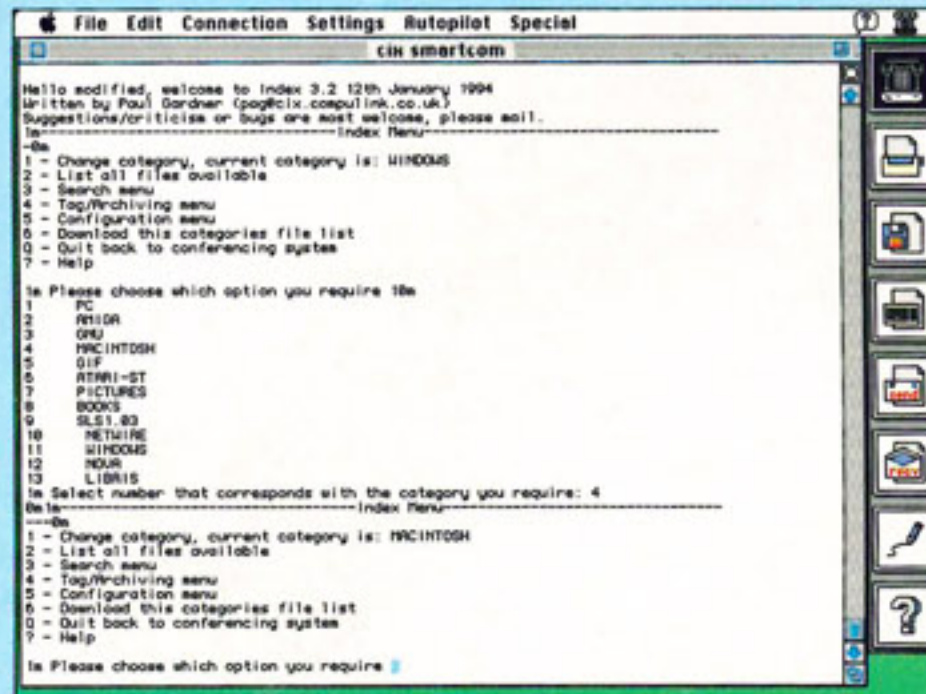 File Edit Connection Settings Autopilot Special
cix smartcom
Hello modified, welcome to Index 3.2 12th January 1994
Written by Paul Gardner (pag@cix.compulink.co.uk)
Suggestions/criticism or bugs are most welcome, please mail.
1m-----------------------------------Index Menu-----------------------------------
-0m
1 - Change category, current category is: WINDOWS
2 - List all files available
3 - Search menu
4 - Tag/Archiving menu
5 - Configuration menu
6 - Download this categories file list
Q - Quit back to conferencing system
? - Help
1m Please choose which option you require 10m
1 PC
2 AMIGA
3 GNU
4 MACINTOSH
5 GIF
6 ATARI-ST
7 PICTURES
8 BOOKS
9 SLS1.03
10 NETWIRE
11 WINDOWS
12 NOVA
13 LIBRIS
1m Select number that corresponds with the category you require: 4
0m1m-----------------------------------Index Menu-----------------------------------
---0m
1 - Change category, current category is: MACINTOSH
2 - List all files available
3 - Search menu
4 - Tag/Archiving menu
5 - Configuration menu
6 - Download this categories file list
Q - Quit back to conferencing system
? - Help
1m Please choose which option you require